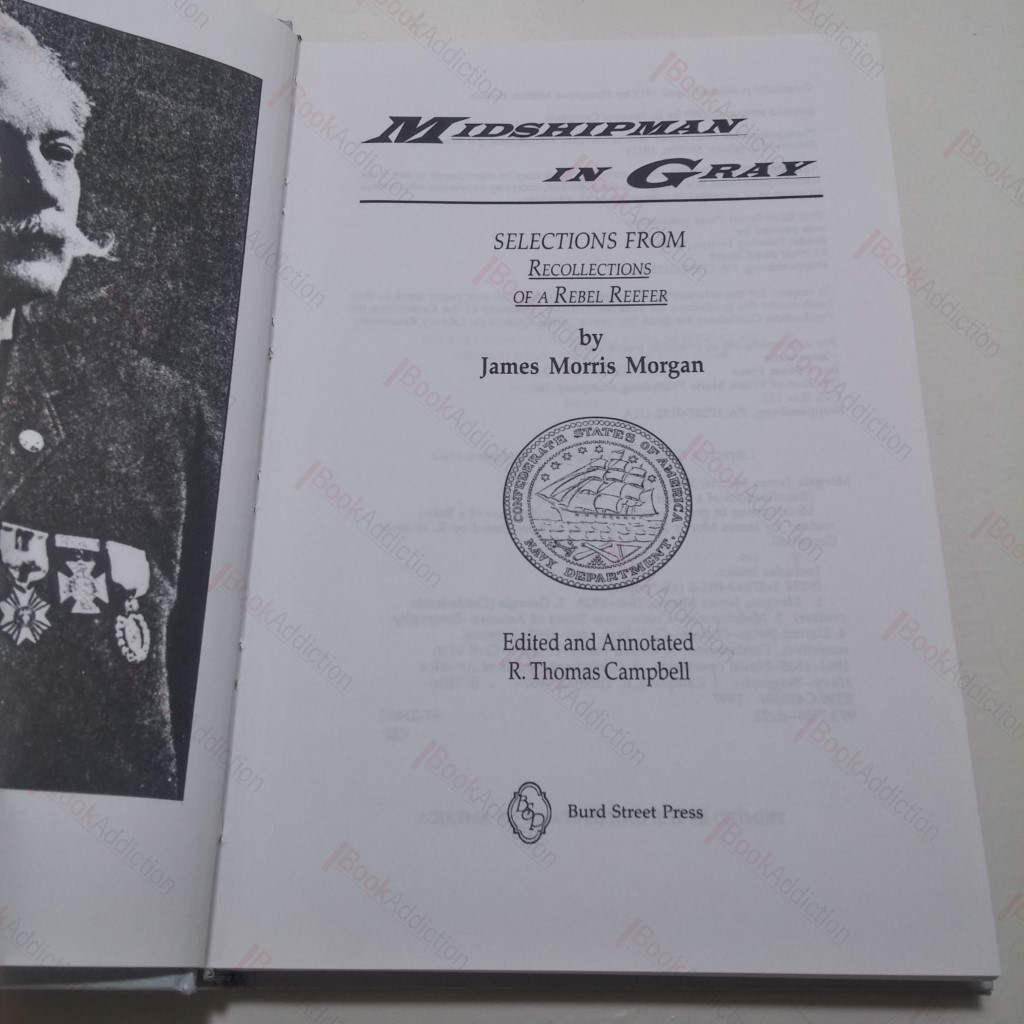 MIDSHIPMAN
IN GRAY
SELECTIONS FROM
RECOLLECTIONS
OF A REBEL REEFER
by
James Morris Morgan
CONFEDERATE STATES OF AMERICA
NAVY DEPARTMENT.
Edited and Annotated
R. Thomas Campbell
BSP
Burd Street Press
BookAddiction